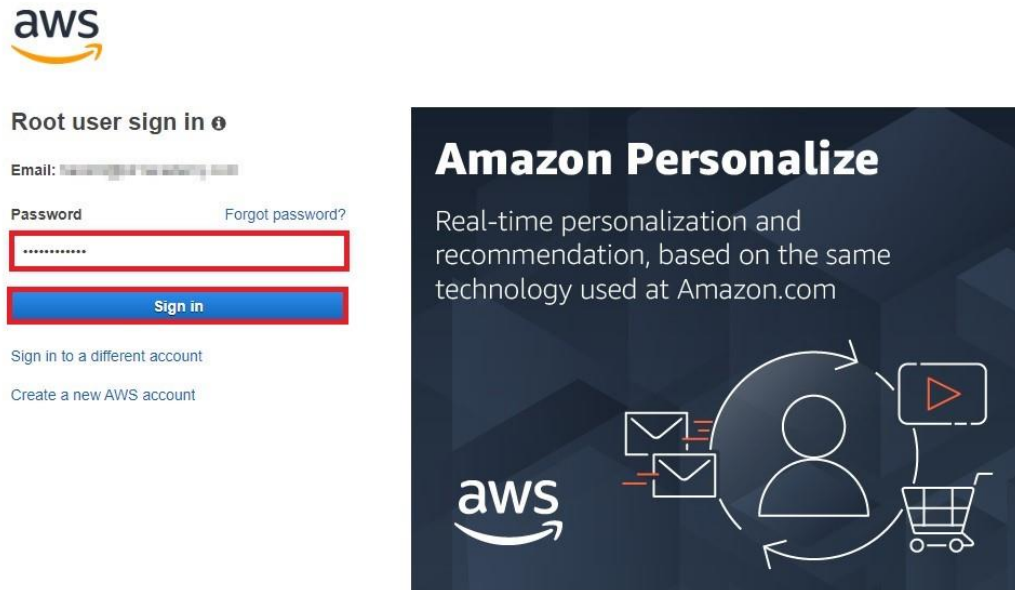 aws
Root user sign in
Email:
Password
Forgot password?
••••••••••••
Sign in
Sign in to a different account
Create a new AWS account
Amazon Personalize
Real-time personalization and
recommendation, based on the same
technology used at Amazon.com
aws